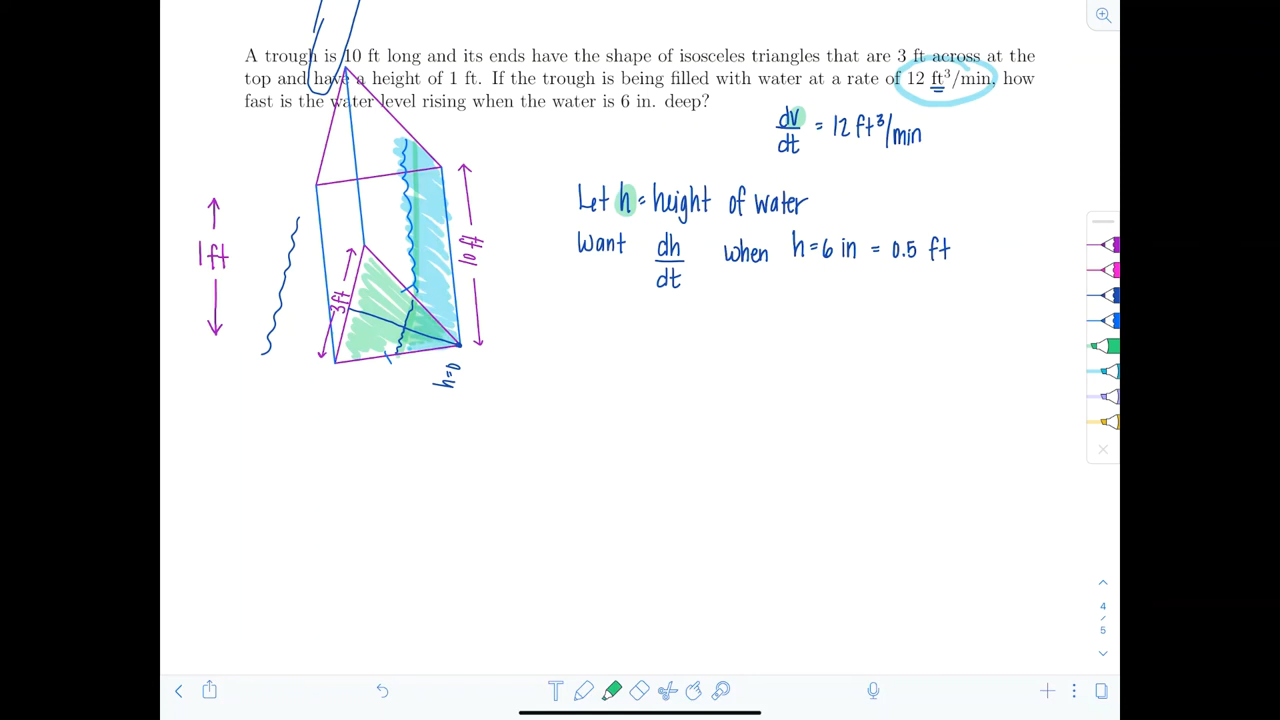 A trough is 10 ft long and its ends have the shape of isosceles triangles that are 3 ft across at the
top and have a height of 1 ft. If the trough is being filled with water at a rate of 12 ft³/min, how
fast is the water level rising when the water is 6 in. deep?
dv/dt = 12 ft³/min
Let h = height of water
Want dh/dt when h = 6 in = 0.5 ft
1ft
3ft
10 ft
h=0
4
/
5
T